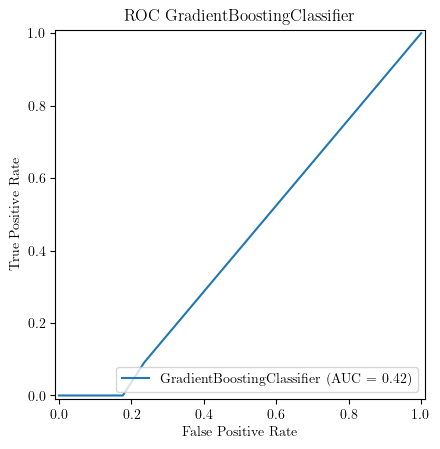 ROC GradientBoostingClassifier
1.0
0.8
0.6
0.4
0.2
0.0
True Positive Rate
GradientBoostingClassifier (AUC = 0.42)
0.0 0.2 0.4 0.6 0.8 1.0
False Positive Rate